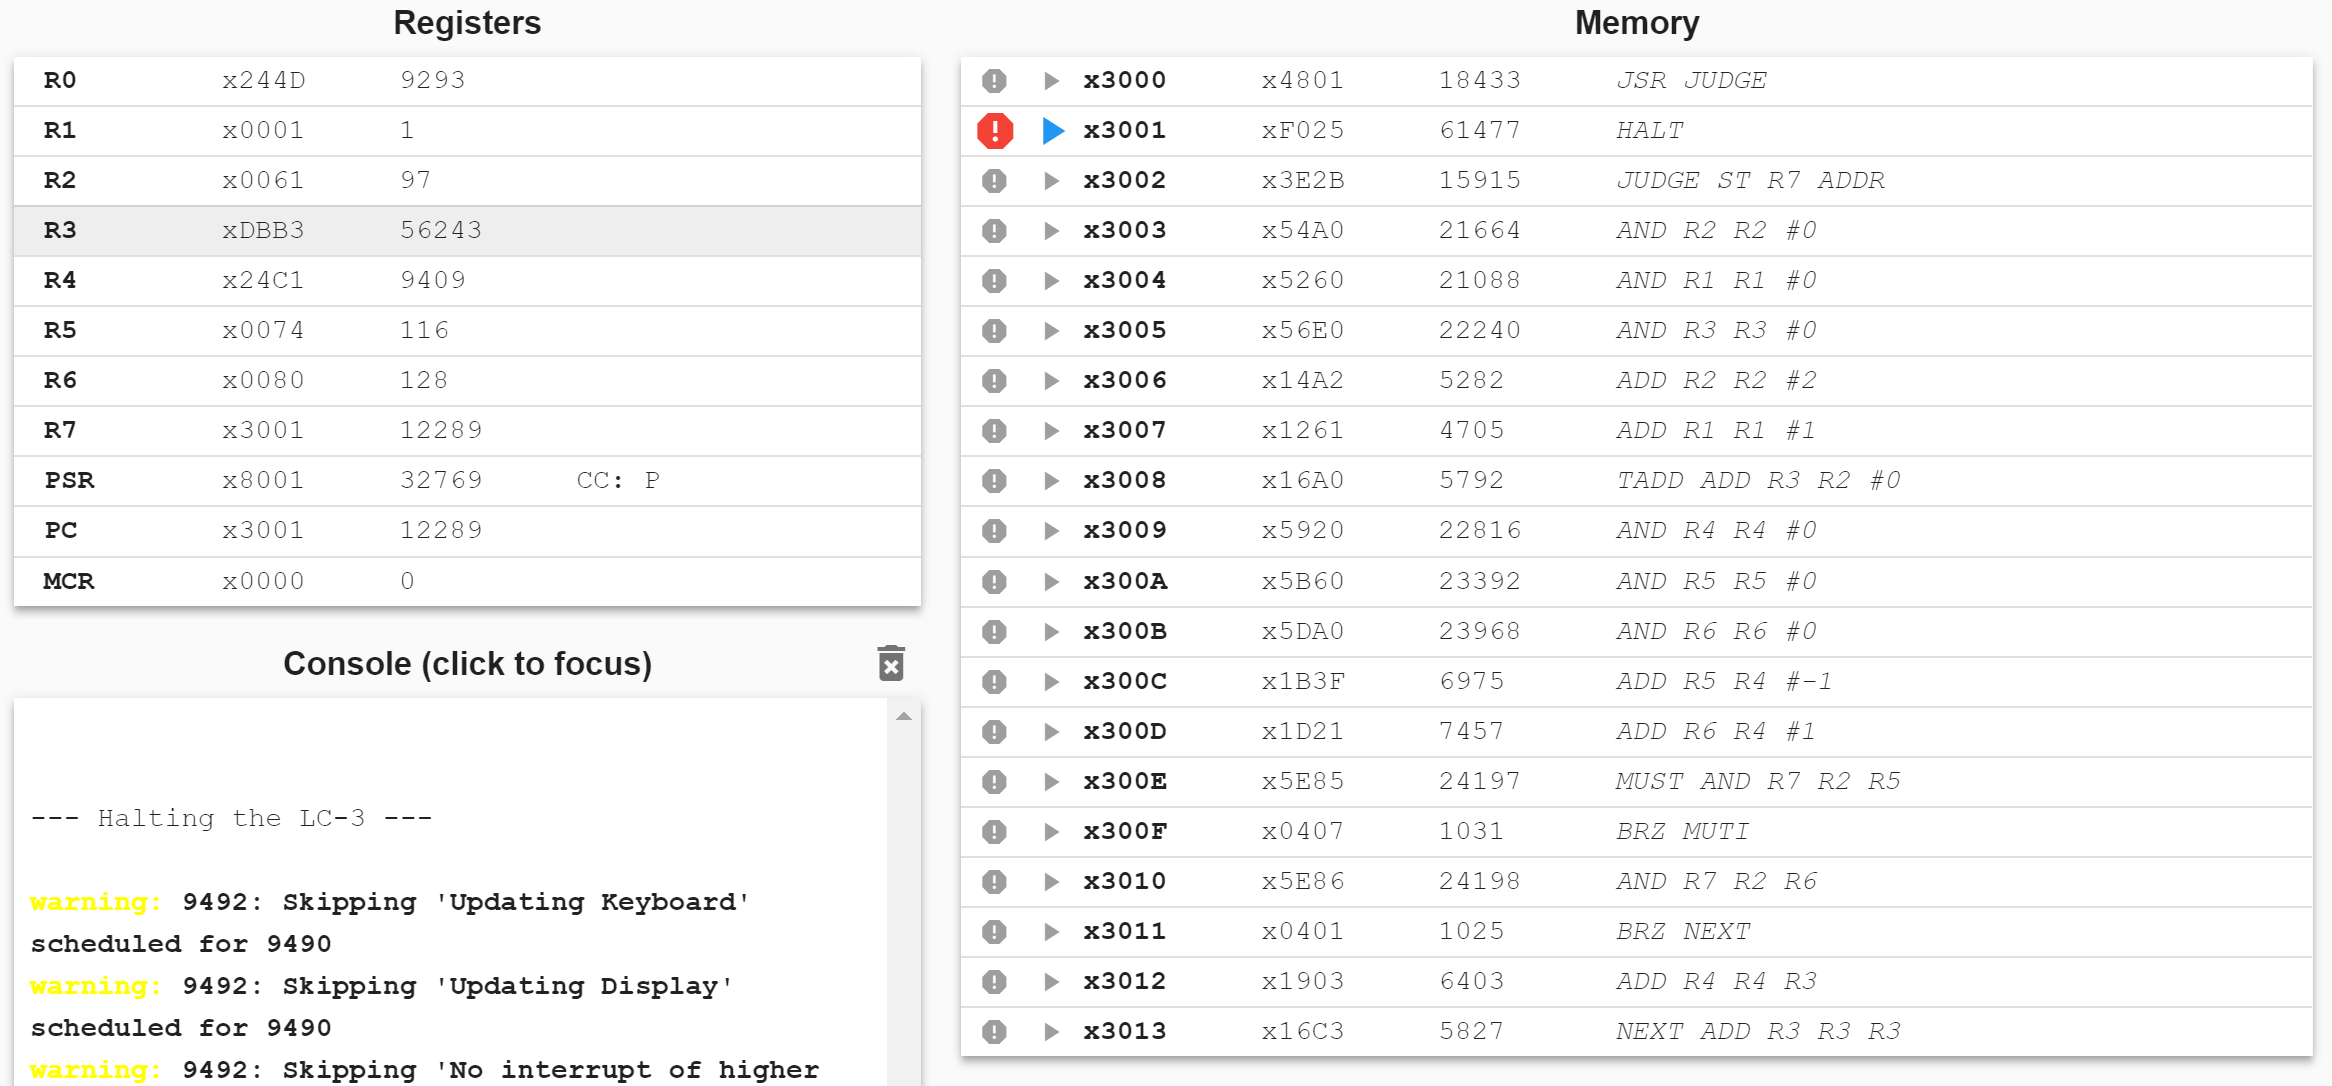 Registers
R0 x244D 9293
R1 x0001 1
R2 x0061 97
R3 xDBB3 56243
R4 x24C1 9409
R5 x0074 116
R6 x0080 128
R7 x3001 12289
PSR x8001 32769 CC: P
PC x3001 12289
MCR x0000 0
Console (click to focus)
--- Halting the LC-3 ---
warning: 9492: Skipping 'Updating Keyboard'
scheduled for 9490
warning: 9492: Skipping 'Updating Display'
scheduled for 9490
warning: 9492: Skipping 'No interrupt of higher
Memory
x3000 x4801 18433 JSR JUDGE
x3001 xF025 61477 HALT
x3002 x3E2B 15915 JUDGE ST R7 ADDR
x3003 x54A0 21664 AND R2 R2 #0
x3004 x5260 21088 AND R1 R1 #0
x3005 x56E0 22240 AND R3 R3 #0
x3006 x14A2 5282 ADD R2 R2 #2
x3007 x1261 4705 ADD R1 R1 #1
x3008 x16A0 5792 TADD ADD R3 R2 #0
x3009 x5920 22816 AND R4 R4 #0
x300A x5B60 23392 AND R5 R5 #0
x300B x5DA0 23968 AND R6 R6 #0
x300C x1B3F 6975 ADD R5 R4 #-1
x300D x1D21 7457 ADD R6 R4 #1
x300E x5E85 24197 MUST AND R7 R2 R5
x300F x0407 1031 BRZ MUTI
x3010 x5E86 24198 AND R7 R2 R6
x3011 x0401 1025 BRZ NEXT
x3012 x1903 6403 ADD R4 R4 R3
x3013 x16C3 5827 NEXT ADD R3 R3 R3